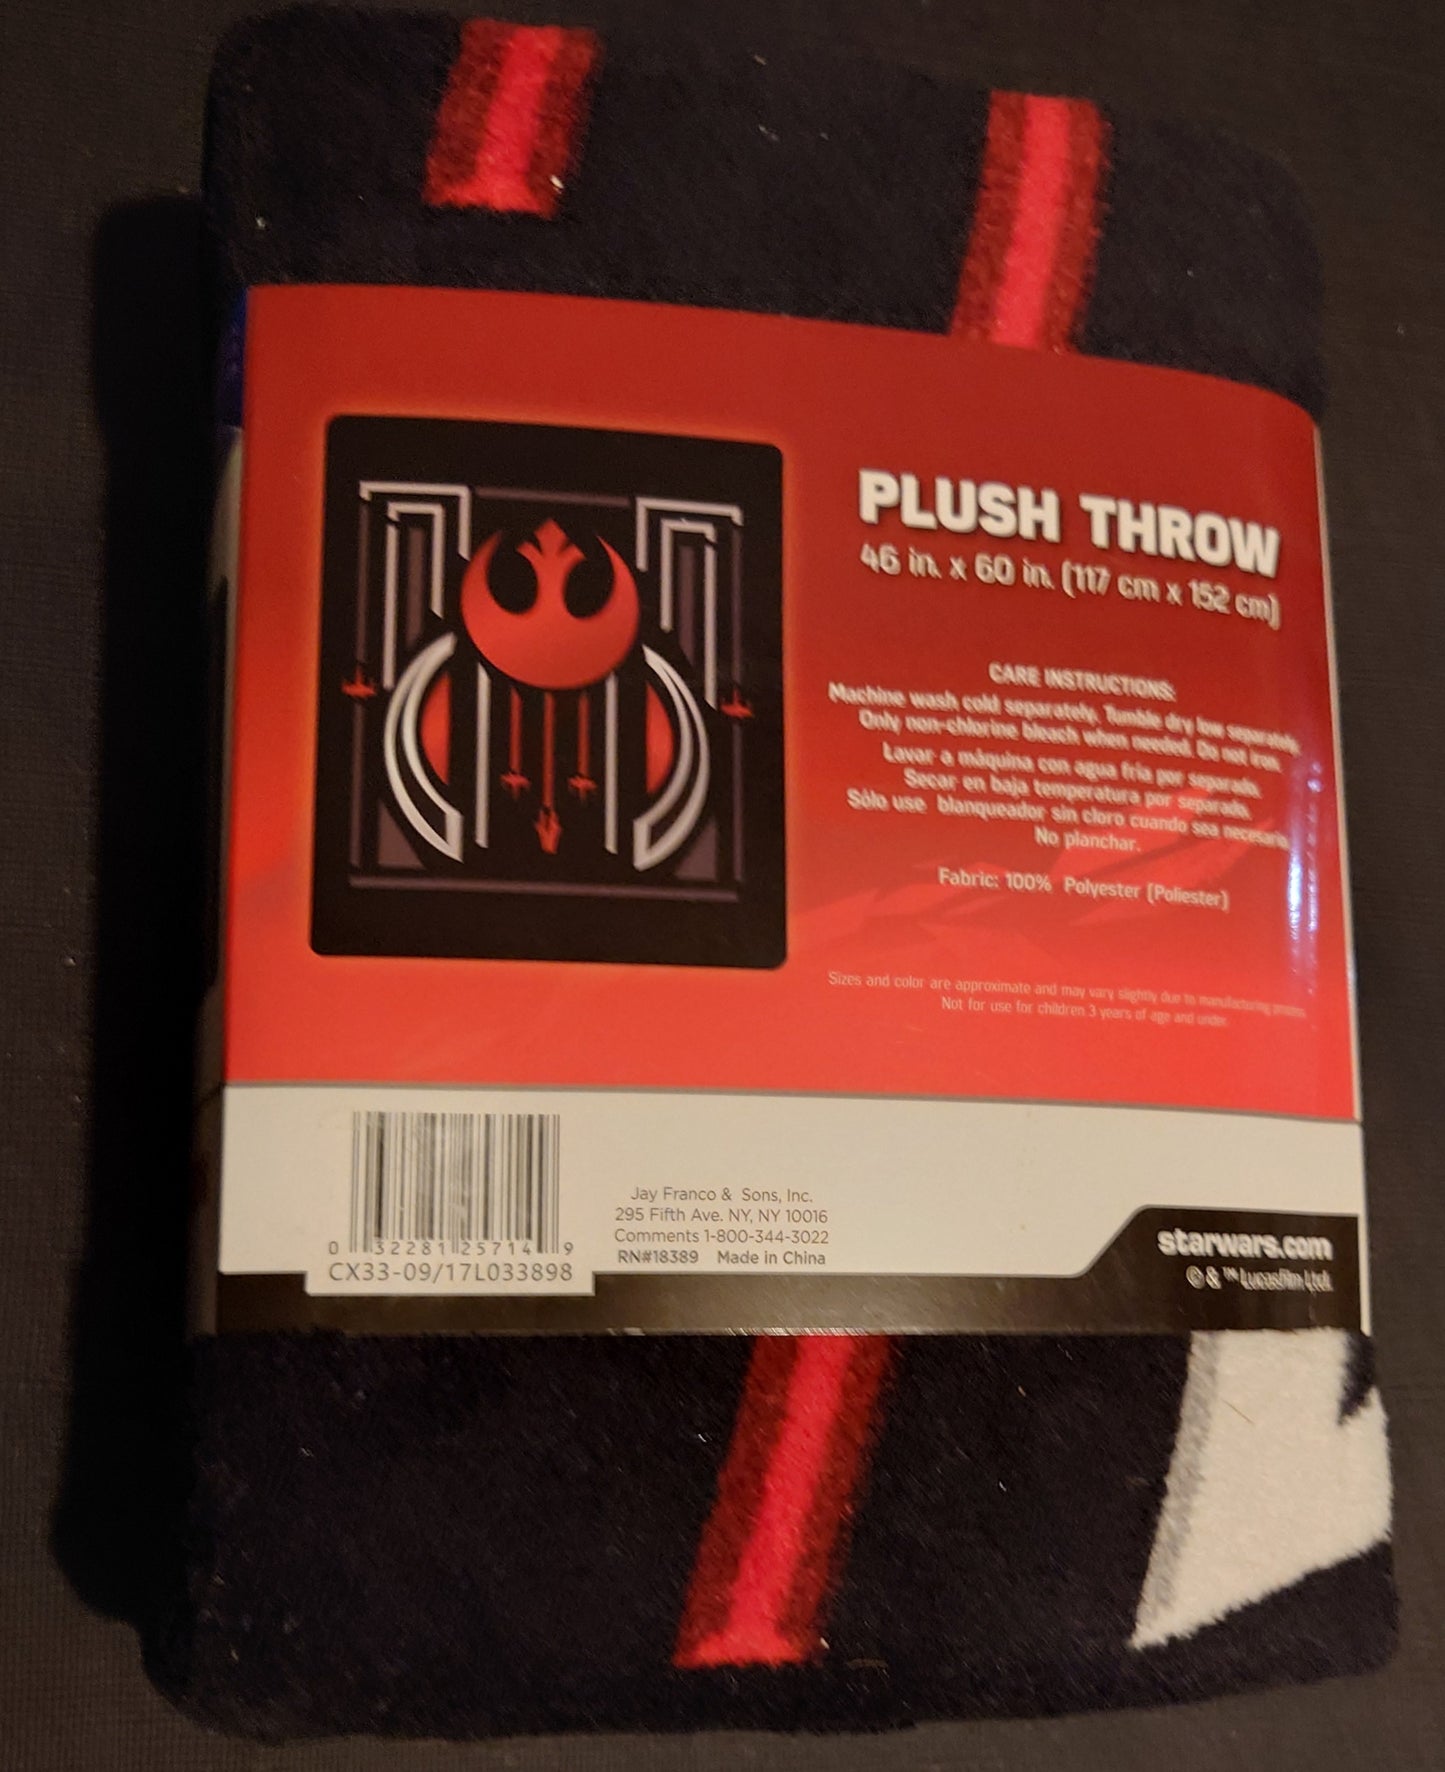 PLUSH THROW
46 in. x 60 in. (117 cm x 152 cm)
CARE INSTRUCTIONS:
Machine wash cold separately. Tumble dry low separately.
Only non-chlorine bleach when needed. Do not iron.
Lavar a máquina con agua fría por separado.
Secar en baja temperatura por separado.
Sólo use blanqueador sin cloro cuando sea necesario.
No planchar.
Fabric: 100% Polyester (Poliester)
Sizes and color are approximate and may vary slightly due to manufacturing process.
Not for use for children 3 years of age and under.
0 32281 25714 9
CX33-09/17L033898
Jay Franco & Sons, Inc.
295 Fifth Ave. NY, NY 10016
Comments 1-800-344-3022
RN#18389 Made in China
starwars.com
© & ™ Lucasfilm Ltd.